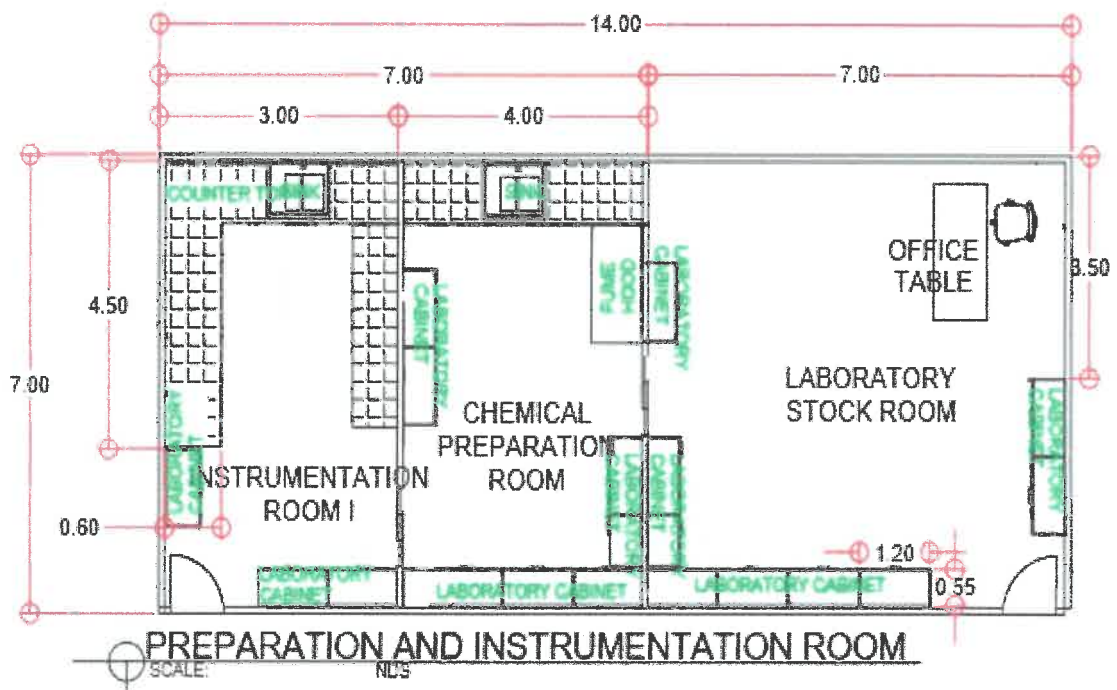 14.00
7.00
7.00
3.00
4.00
COUNTER
SINK
OFFICE
TABLE
FUME
HOOD
LABORATORY
CABINET
LABORATORY
CABINET
3.50
4.50
7.00
LABORATORY
STOCK ROOM
CHEMICAL
PREPARATION
ROOM
LABORATORY
CABINET
LABORATORY
CABINET
LABORATORY
CABINET
LABORATORY
CABINET
NSTRUMENTATION
ROOM I
0.60
1.20
0.55
LABORATORY
CABINET
LABORATORY CABINET
LABORATORY CABINET
PREPARATION AND INSTRUMENTATION ROOM
SCALE: